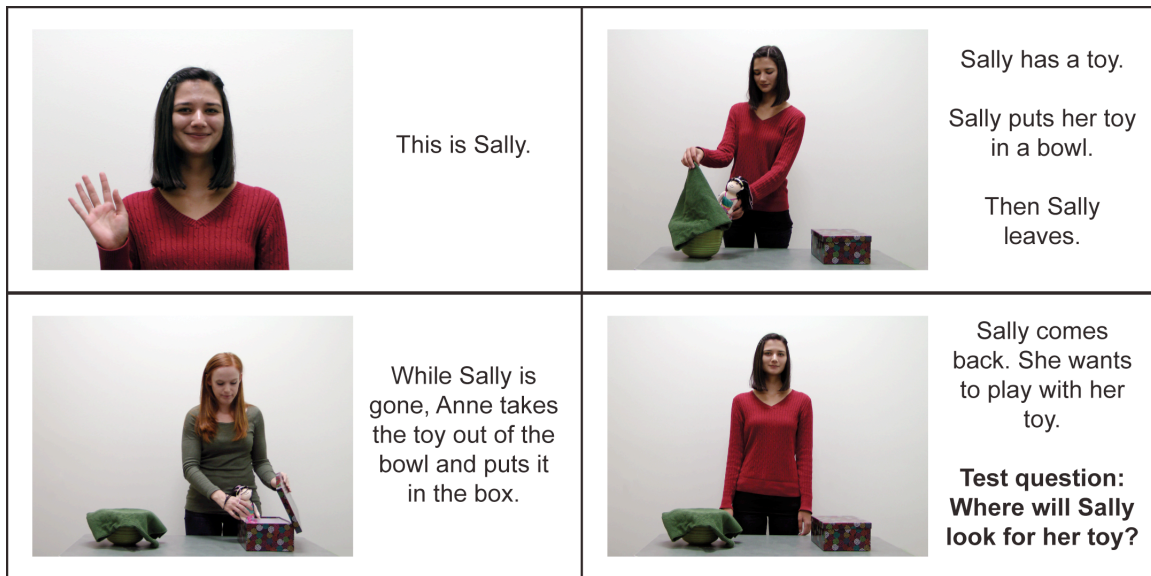 This is Sally.
Sally has a toy.
Sally puts her toy
in a bowl.
Then Sally
leaves.
While Sally is
gone, Anne takes
the toy out of the
bowl and puts it
in the box.
Sally comes
back. She wants
to play with her
toy.
Test question:
Where will Sally
look for her toy?